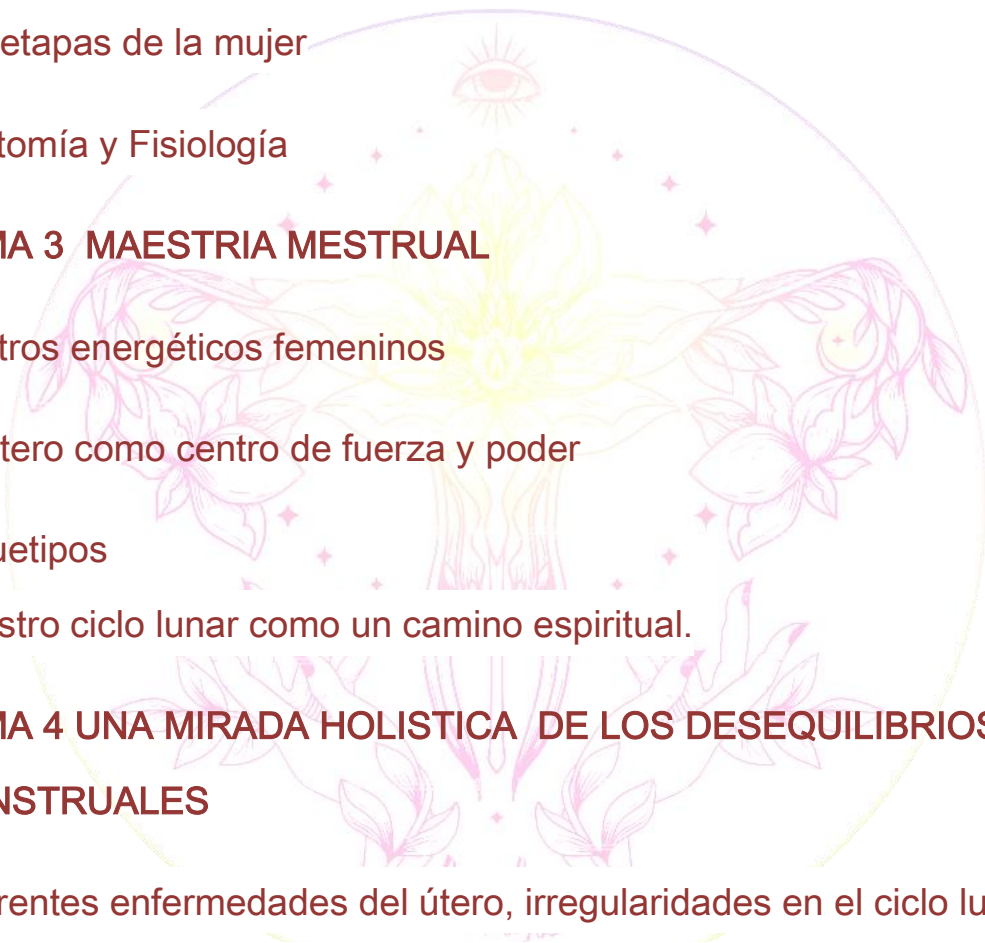 etapas de la mujer
tomía y Fisiología
MA 3 MAESTRIA MESTRUAL
tros energéticos femeninos
tero como centro de fuerza y poder
uetipos
stro ciclo lunar como un camino espiritual.
MA 4 UNA MIRADA HOLISTICA DE LOS DESEQUILIBRIOS
NSTRUALES
rentes enfermedades del útero, irregularidades en el ciclo lu